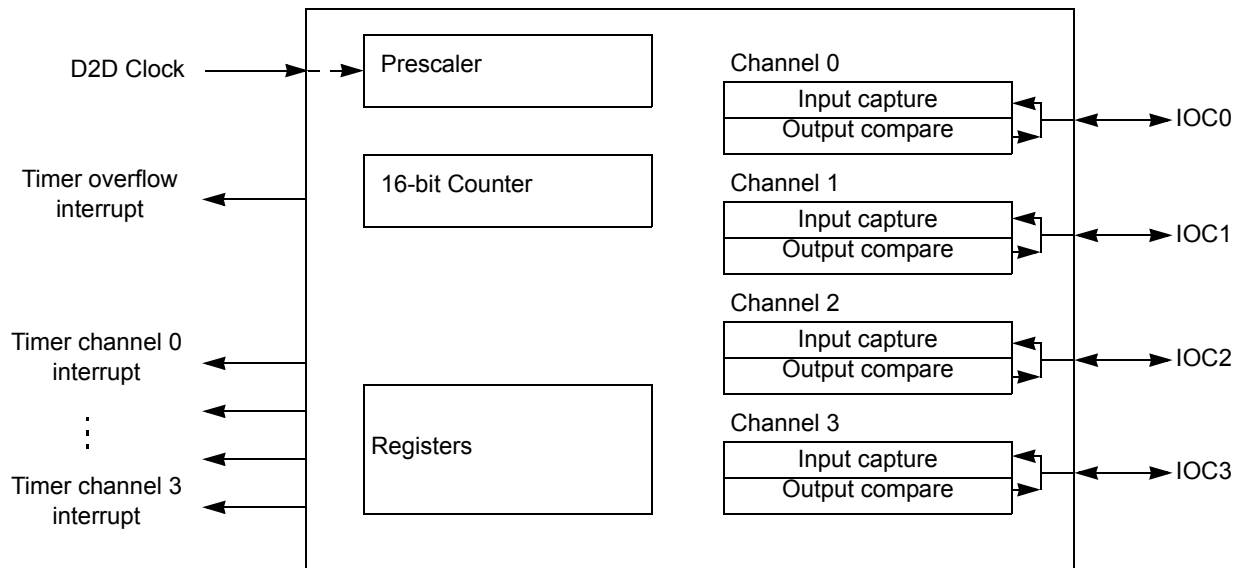 D2D Clock
Prescaler
Timer overflow
interrupt
16-bit Counter
Timer channel 0
interrupt
Registers
Timer channel 3
interrupt
Channel 0
Input capture
Output compare
IOC0
Channel 1
Input capture
Output compare
IOC1
Channel 2
Input capture
Output compare
IOC2
Channel 3
Input capture
Output compare
IOC3